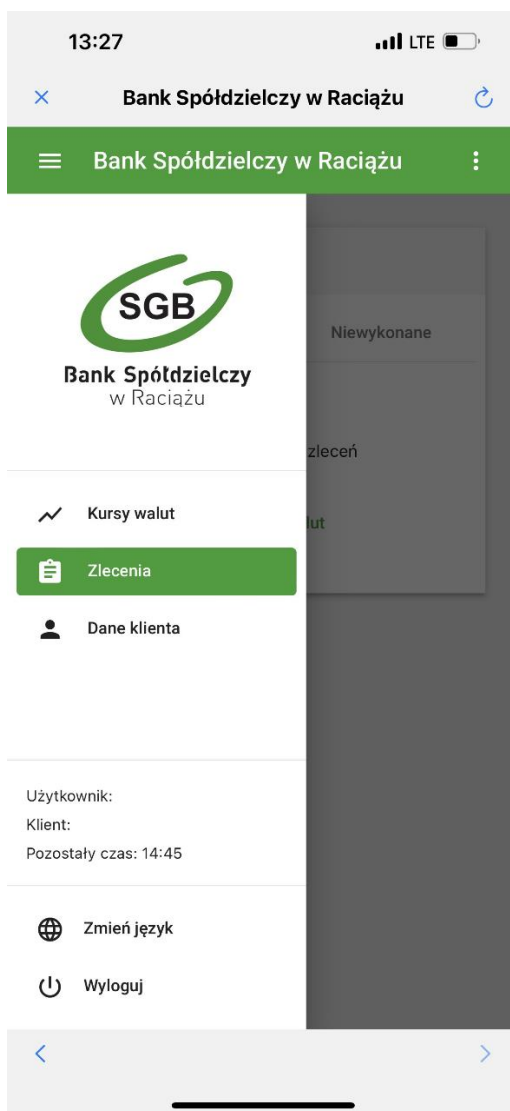 13:27
LTE
Bank Spółdzielczy w Raciążu
Bank Spółdzielczy w Raciążu
SGB
Bank Spółdzielczy
w Raciążu
Niewykonane
zleceń
lut
Kursy walut
Zlecenia
Dane klienta
Użytkownik:
Klient:
Pozostały czas: 14:45
Zmień język
Wyloguj